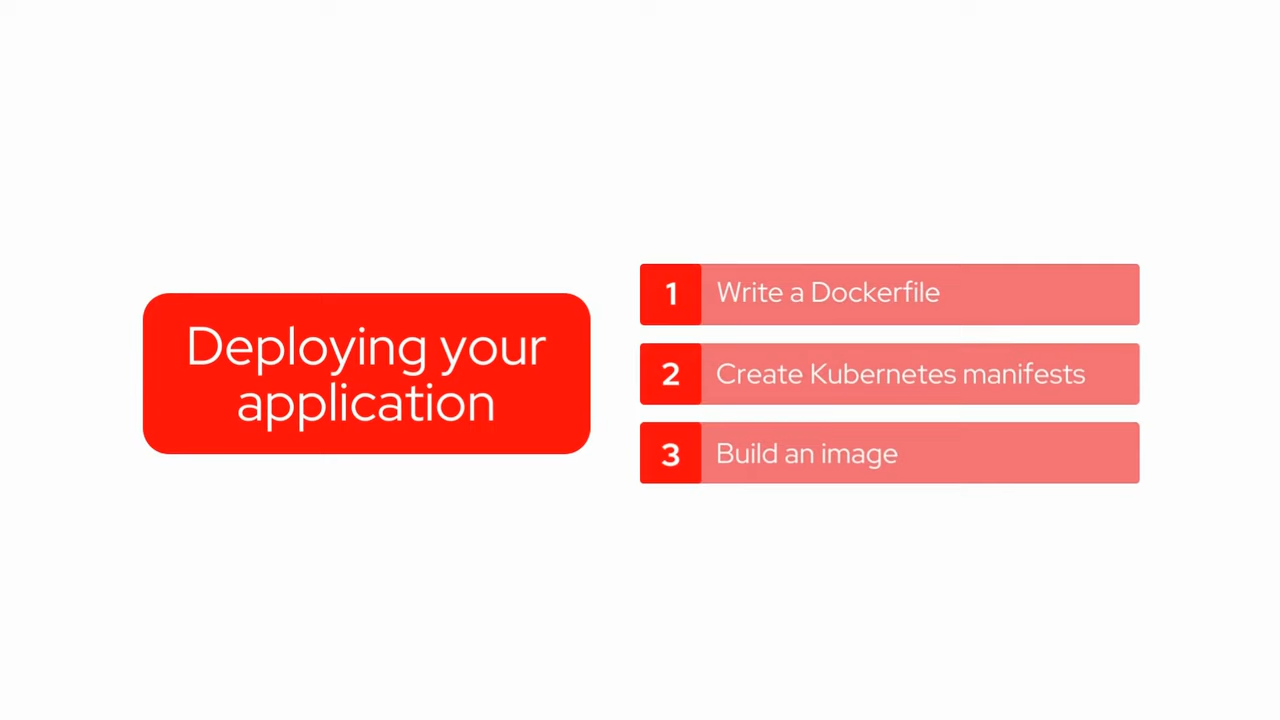 Deploying your
application
1 Write a Dockerfile
2 Create Kubernetes manifests
3 Build an image